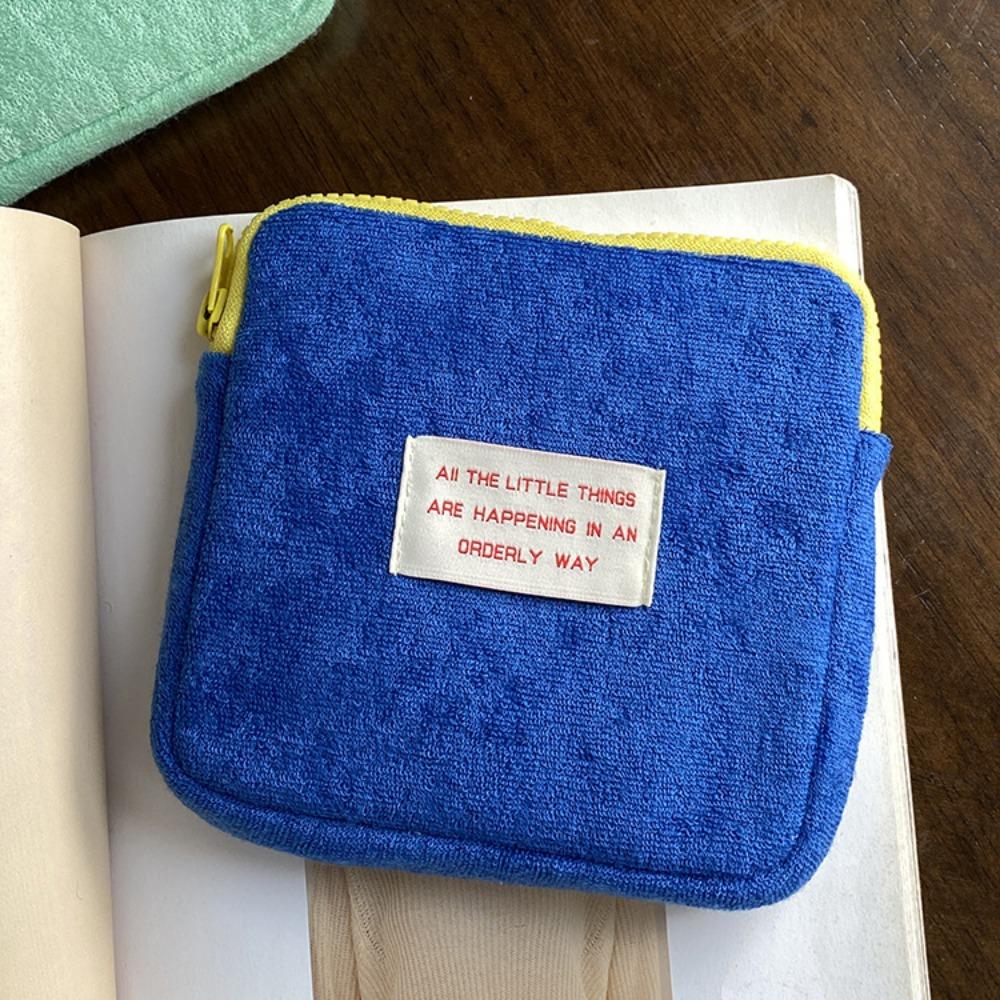 All THE LITTLE THINGS
ARE HAPPENING IN AN
ORDERLY WAY